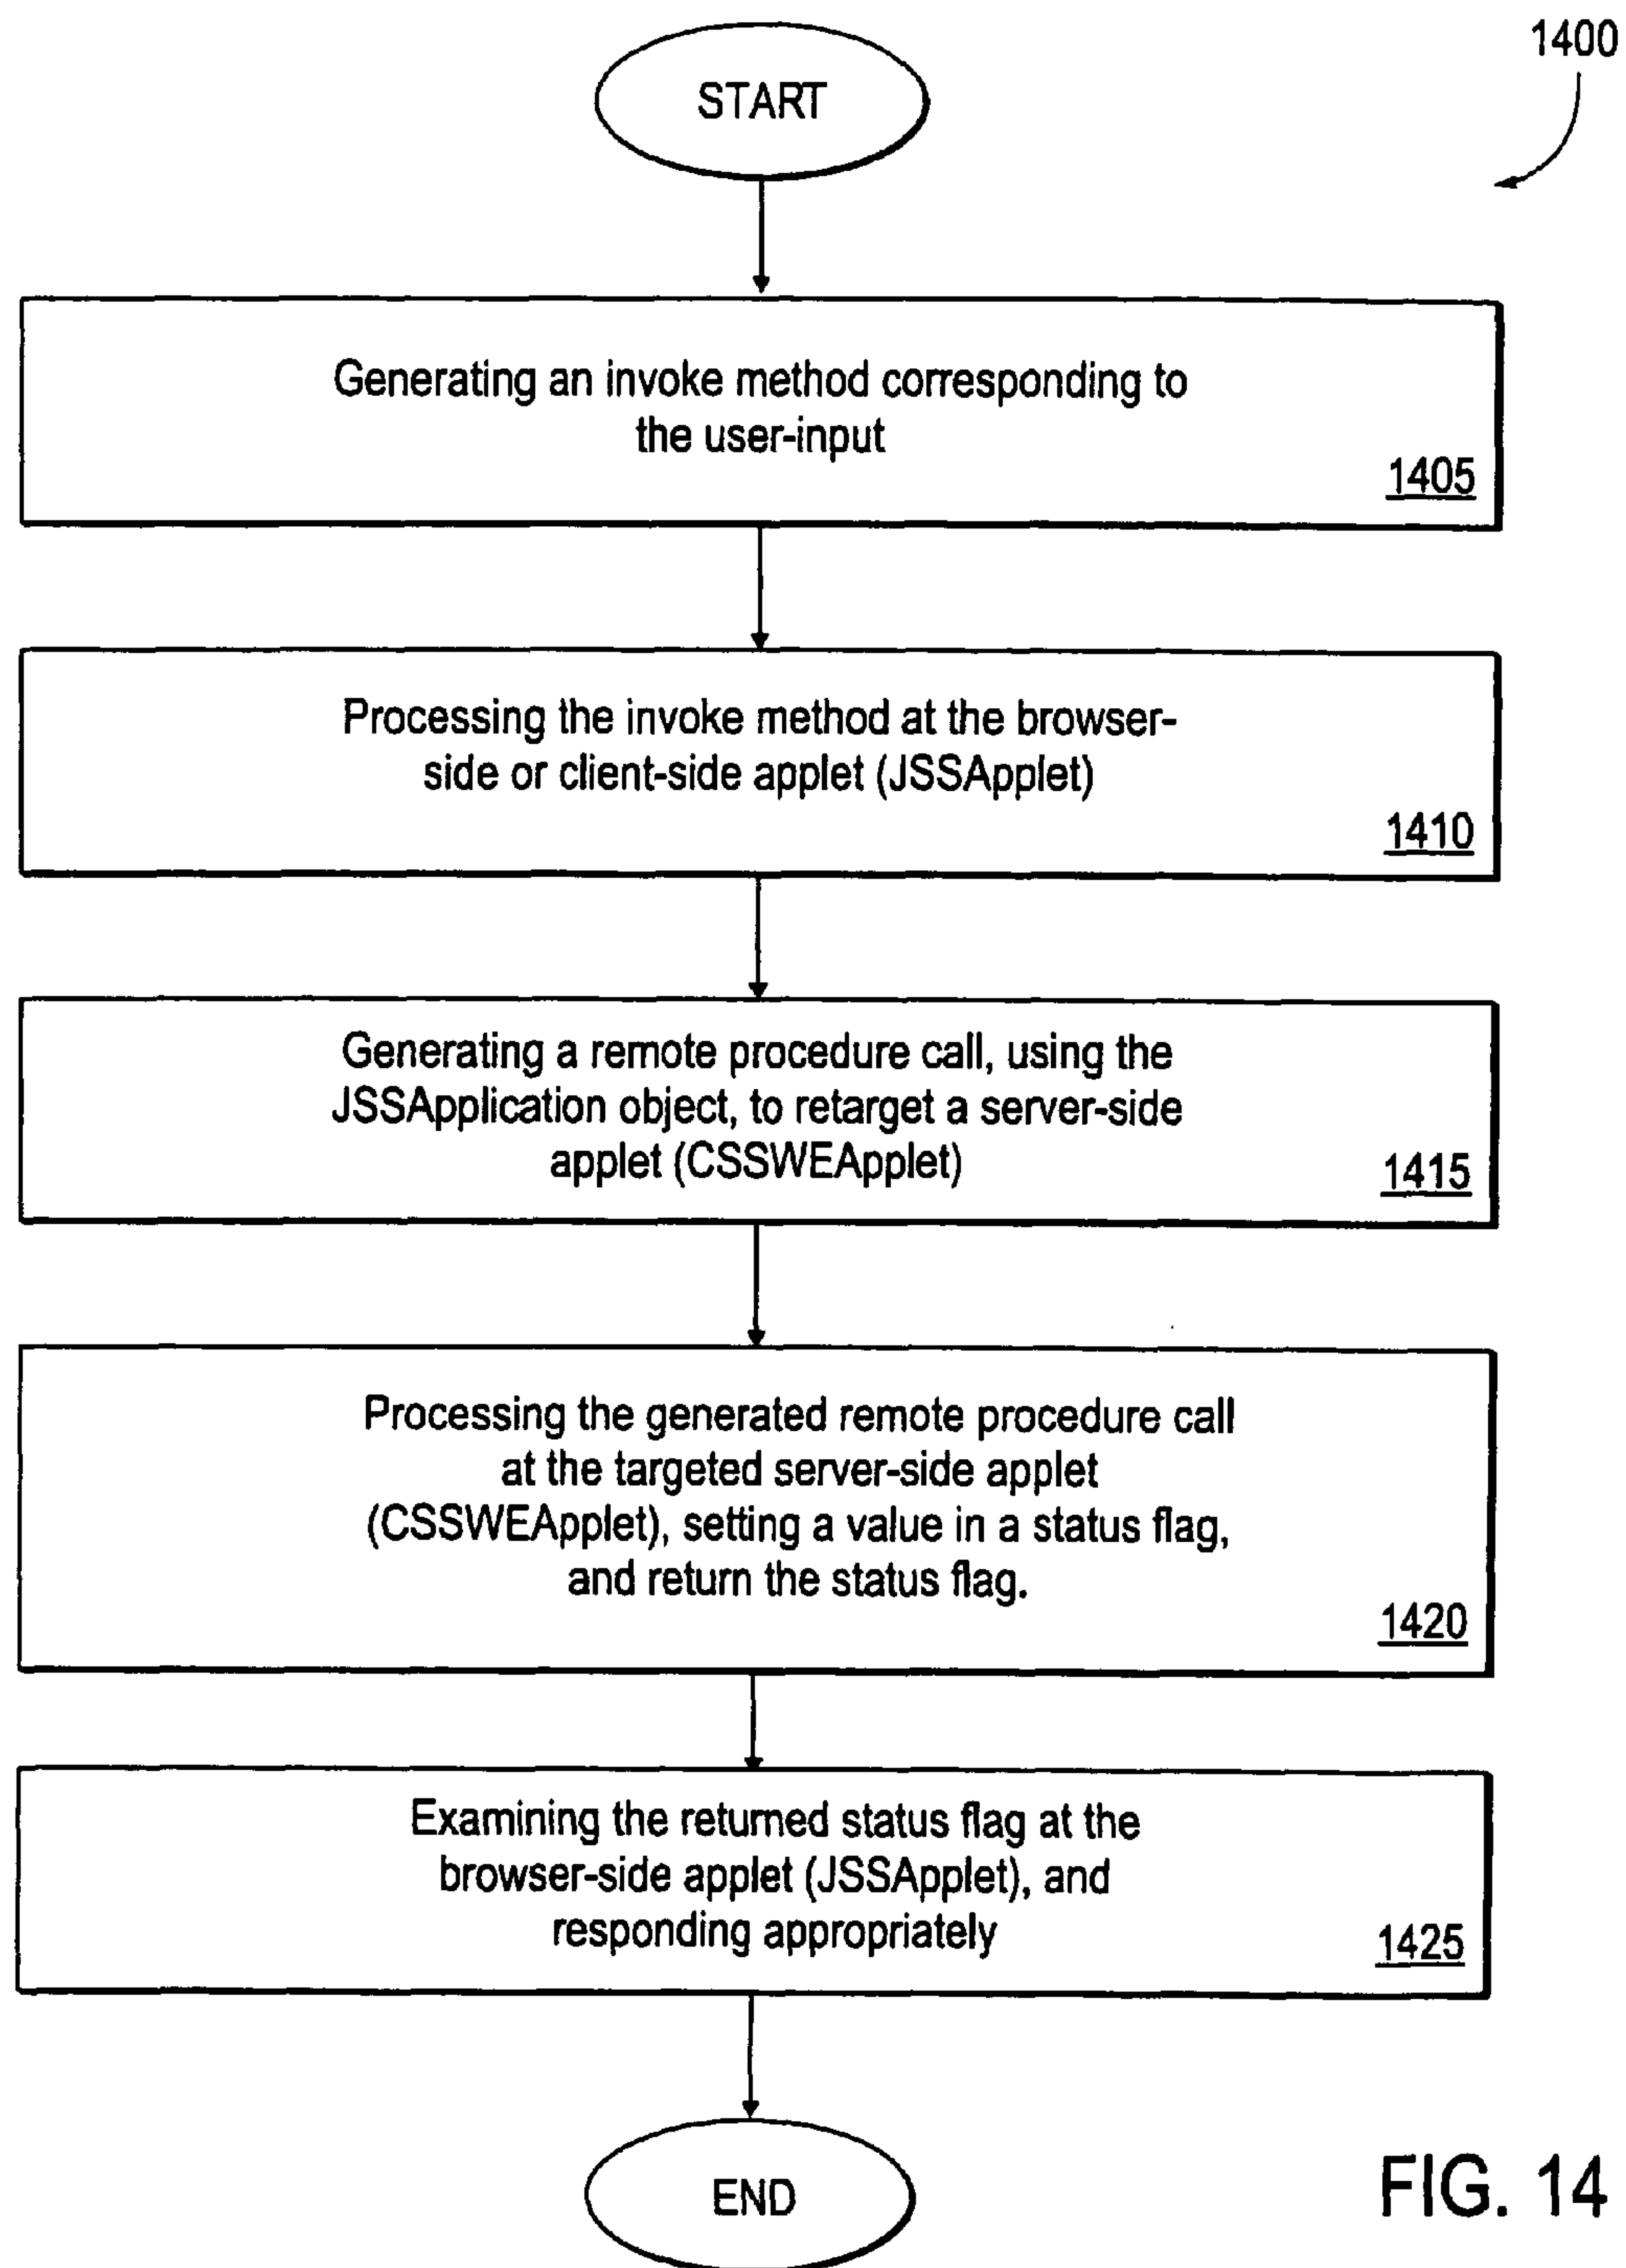 1400
START
Generating an invoke method corresponding to
the user-input
1405
Processing the invoke method at the browser-
side or client-side applet (JSSApplet)
1410
Generating a remote procedure call, using the
JSSApplication object, to retarget a server-side
applet (CSSWEApplet)
1415
Processing the generated remote procedure call
at the targeted server-side applet
(CSSWEApplet), setting a value in a status flag,
and return the status flag.
1420
Examining the returned status flag at the
browser-side applet (JSSApplet), and
responding appropriately
1425
END
FIG. 14